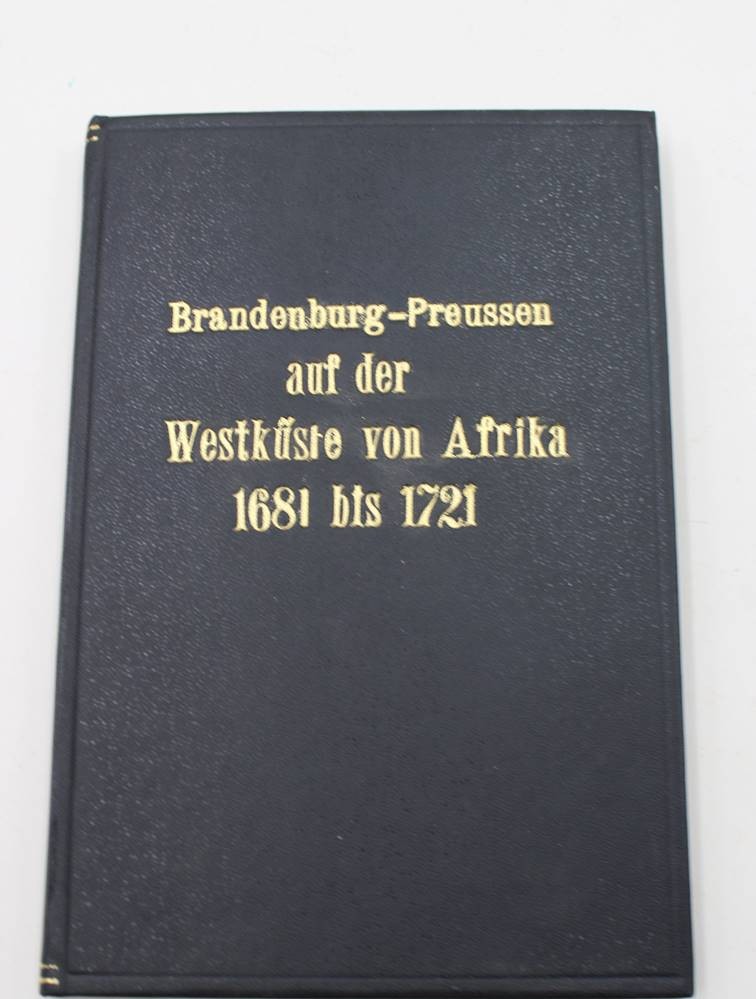 Brandenburg-Preussen
auf der
Westküste von Afrika
1681 bis 1721